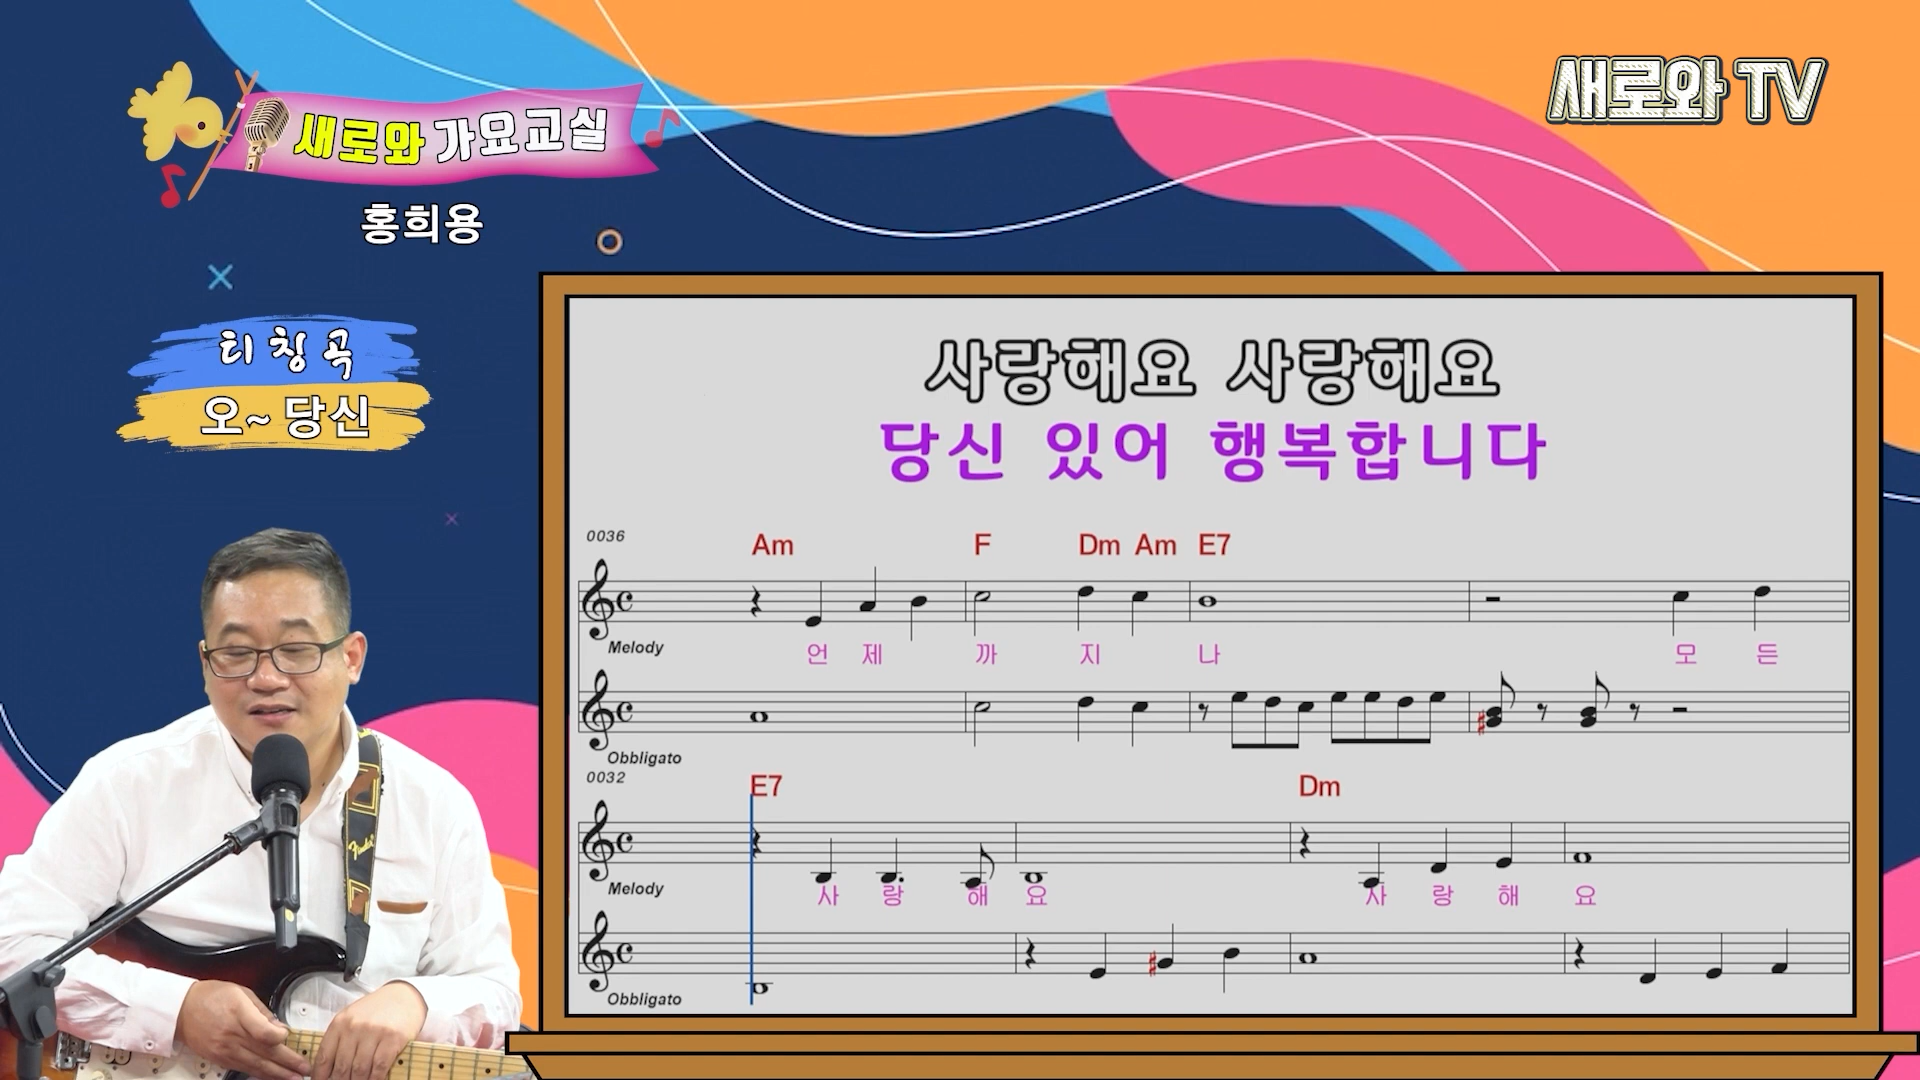 새로와 가요교실
새로와 TV
홍희용
티칭곡
오~ 당신
사랑해요 사랑해요
당신 있어 행복합니다
0036
Am F Dm Am E7
Melody
언 제 까 지 나 모 든
Obbligato
0032
E7 Dm
Melody
사 랑 해 요 사 랑 해 요
Obbligato
Fender